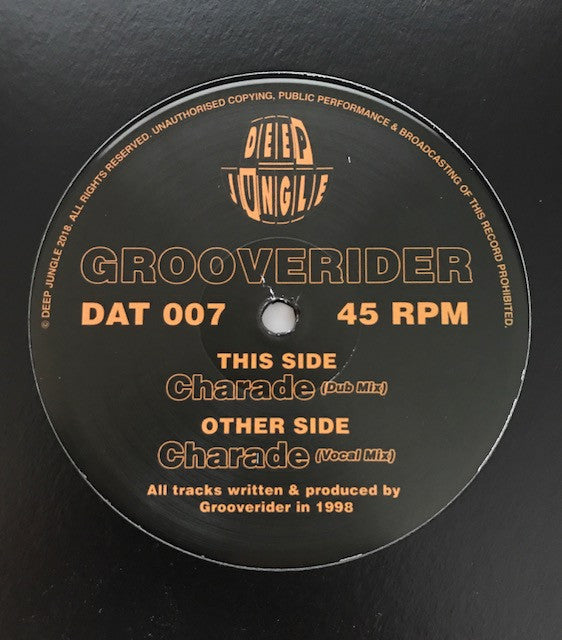 © DEEP JUNGLE 2018. ALL RIGHTS RESERVED. UNAUTHORISED COPYING, PUBLIC PERFORMANCE & BROADCASTING OF THIS RECORD PROHIBITED.
DEEP
JUNGLE
GROOVERIDER
DAT 007 45 RPM
THIS SIDE
Charade (Dub Mix)
OTHER SIDE
Charade (Vocal Mix)
All tracks written & produced by
Grooverider in 1998